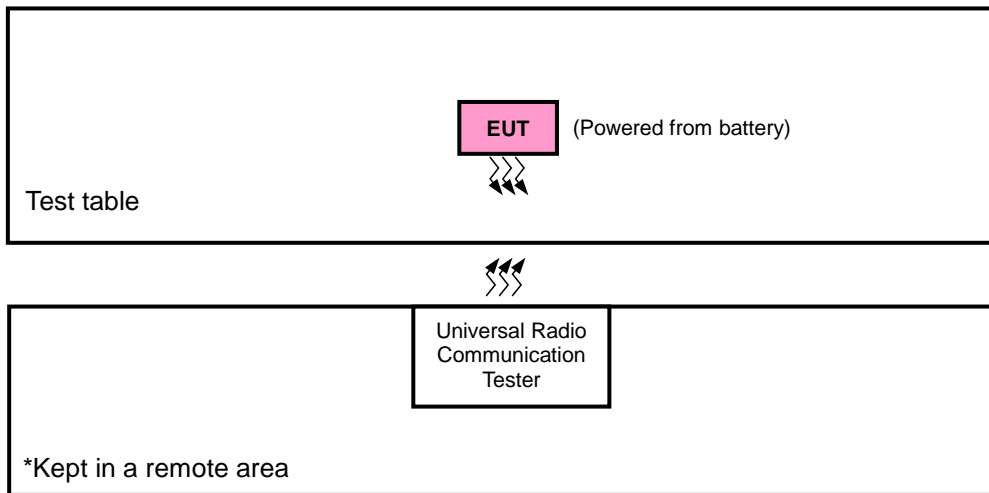 EUT
(Powered from battery)
Test table
Universal Radio
Communication
Tester
*Kept in a remote area